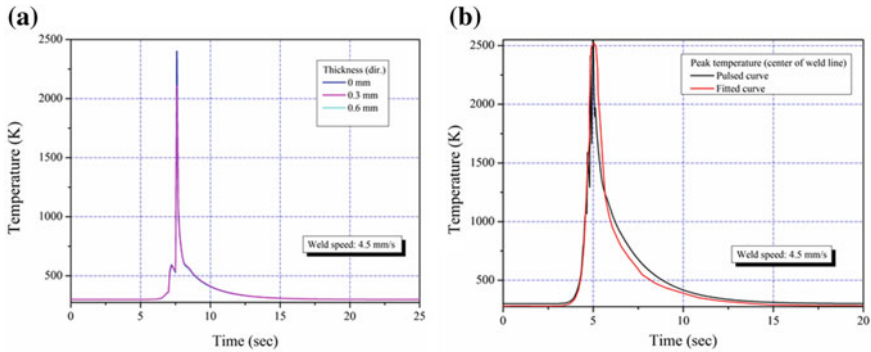 (a)
2500
2000
1500
1000
500
Temperature (K)
Thickness (dir.)
0 mm
0.3 mm
0.6 mm
Weld speed: 4.5 mm/s
0 5 10 15 20 25
Time (sec)
(b)
2500
2000
1500
1000
500
Temperature (K)
Peak temperature (center of weld line)
Pulsed curve
Fitted curve
Weld speed: 4.5 mm/s
0 5 10 15 20
Time (sec)